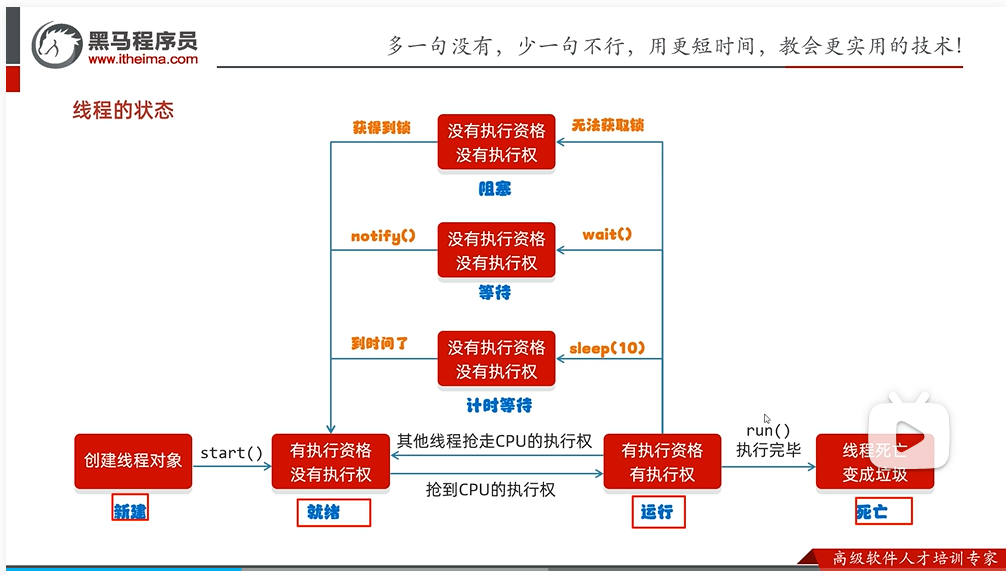 黑马程序员
www.itheima.com
多一句没有，少一句不行，用更短时间，教会更实用的技术！
线程的状态
获得到锁
没有执行资格
没有执行权
无法获取锁
阻塞
notify()
没有执行资格
没有执行权
wait()
等待
到时间了
没有执行资格
没有执行权
sleep(10)
计时等待
创建线程对象
start()
有执行资格
没有执行权
其他线程抢走CPU的执行权
抢到CPU的执行权
有执行资格
有执行权
run()
执行完毕
线程死亡
变成垃圾
新建
就绪
运行
死亡
高级软件人才培训专家